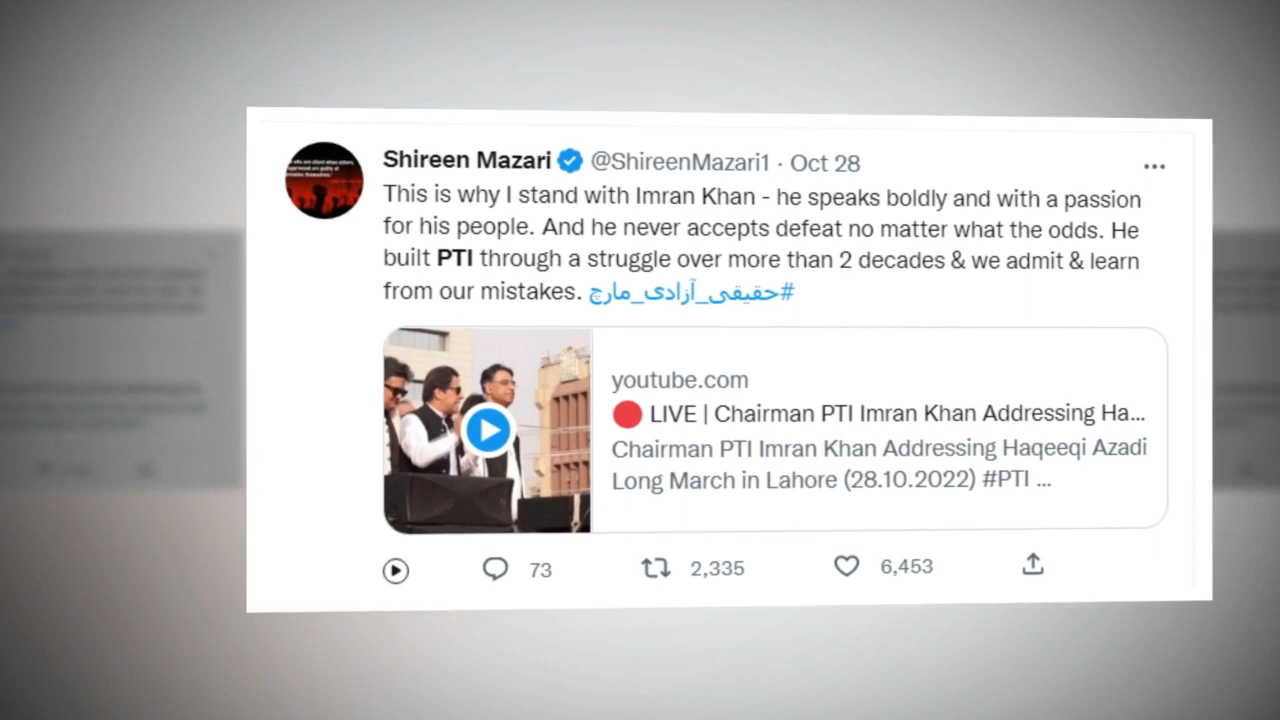 Shireen Mazari @ShireenMazari1 · Oct 28
This is why I stand with Imran Khan - he speaks boldly and with a passion
for his people. And he never accepts defeat no matter what the odds. He
built PTI through a struggle over more than 2 decades & we admit & learn
from our mistakes. #حقیقی_آزادی_مارچ
youtube.com
LIVE | Chairman PTI Imran Khan Addressing Ha...
Chairman PTI Imran Khan Addressing Haqeeqi Azadi
Long March in Lahore (28.10.2022) #PTI ...
73 2,335 6,453